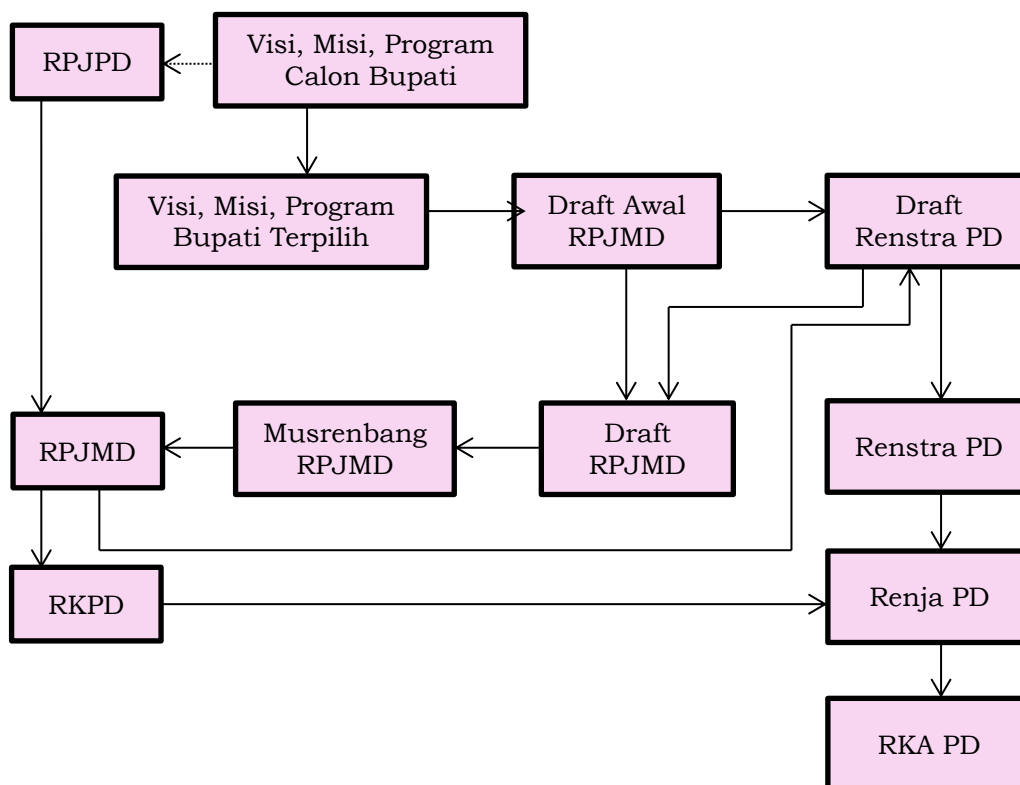 RPJPD
Visi, Misi, Program
Calon Bupati
Visi, Misi, Program
Bupati Terpilih
Draft Awal
RPJMD
Draft
Renstra PD
RPJMD
Musrenbang
RPJMD
Draft
RPJMD
Renstra PD
RKPD
Renja PD
RKA PD